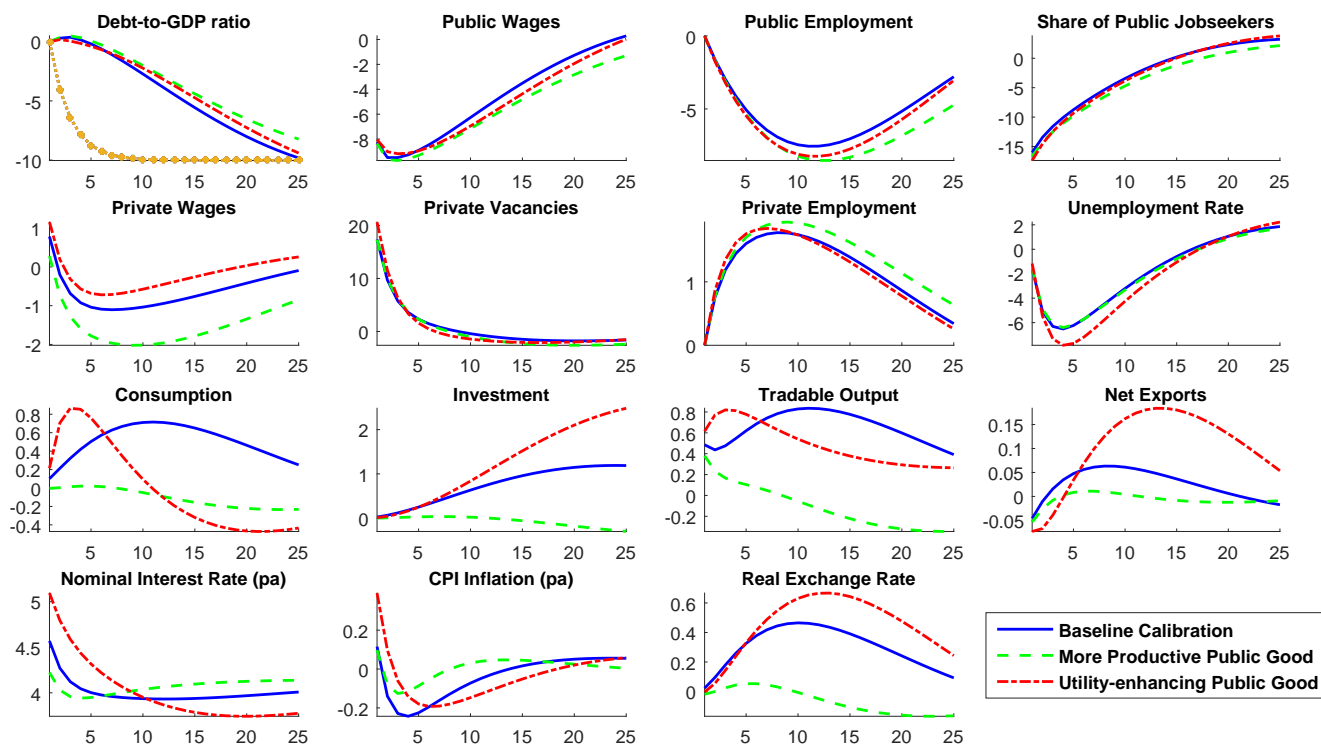 Debt-to-GDP ratio
0
-5
-10
5 10 15 20 25
Public Wages
0
-2
-4
-6
-8
5 10 15 20 25
Public Employment
0
-5
5 10 15 20 25
Share of Public Jobseekers
0
-5
-10
-15
5 10 15 20 25
Private Wages
1
0
-1
-2
5 10 15 20 25
Private Vacancies
20
10
0
5 10 15 20 25
Private Employment
1
0
5 10 15 20 25
Unemployment Rate
2
0
-2
-4
-6
5 10 15 20 25
Consumption
0.8
0.6
0.4
0.2
0
-0.2
-0.4
5 10 15 20 25
Investment
2
1
0
5 10 15 20 25
Tradable Output
0.8
0.6
0.4
0.2
0
-0.2
5 10 15 20 25
Net Exports
0.15
0.1
0.05
0
-0.05
5 10 15 20 25
Nominal Interest Rate (pa)
5
4.5
4
5 10 15 20 25
CPI Inflation (pa)
0.2
0
-0.2
5 10 15 20 25
Real Exchange Rate
0.6
0.4
0.2
0
5 10 15 20 25
Baseline Calibration
More Productive Public Good
Utility-enhancing Public Good